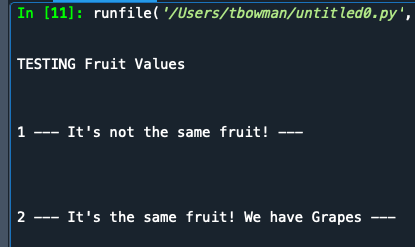 In [11]: runfile('/Users/tbowman/untitled0.py',
TESTING Fruit Values
1 --- It's not the same fruit! ---
2 --- It's the same fruit! We have Grapes ---